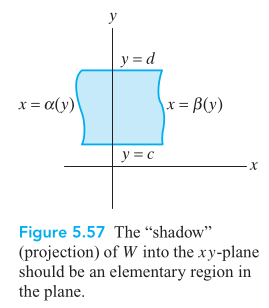 y
y = d
x = α(y)
x = β(y)
y = c
x
Figure 5.57 The “shadow”
(projection) of W into the xy-plane
should be an elementary region in
the plane.